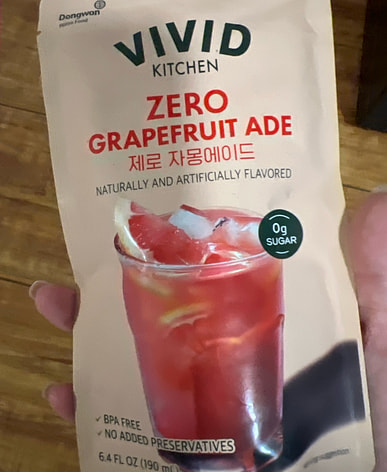 Dongwon
VIVID
KITCHEN
ZERO
GRAPEFRUIT ADE
제로 자몽에이드
NATURALLY AND ARTIFICIALLY FLAVORED
0g
SUGAR
✓ BPA FREE
✓ NO ADDED PRESERVATIVES
6.4 FL OZ (190 mL)